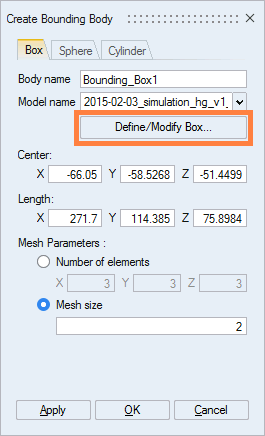 Create Bounding Body
Box Sphere Cylinder
Body name Bounding_Box1
Model name 2015-02-03_simulation_hg_v1_
Define/Modify Box...
Center:
X -66.05 Y -58.5268 Z -51.4499
Length:
X 271.7 Y 114.385 Z 75.8984
Mesh Parameters :
Number of elements
X 3 Y 3 Z 3
Mesh size
2
Apply OK Cancel